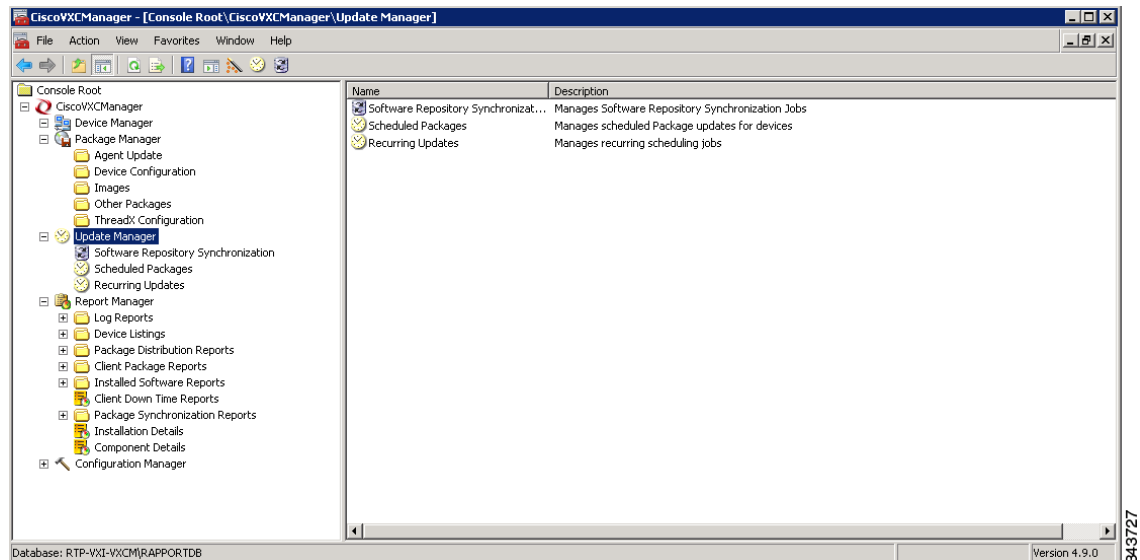 CiscoVXCManager - [Console Root\CiscoVXCManager\Update Manager]
File Action View Favorites Window Help
Console Root
CiscoVXCManager
Device Manager
Package Manager
Agent Update
Device Configuration
Images
Other Packages
ThreadX Configuration
Update Manager
Software Repository Synchronization
Scheduled Packages
Recurring Updates
Report Manager
Log Reports
Device Listings
Package Distribution Reports
Client Package Reports
Installed Software Reports
Client Down Time Reports
Package Synchronization Reports
Installation Details
Component Details
Configuration Manager
Name Description
Software Repository Synchronizat... Manages Software Repository Synchronization Jobs
Scheduled Packages Manages scheduled Package updates for devices
Recurring Updates Manages recurring scheduling jobs
Database: RTP-VXI-VXCM\RAPPORTDB Version 4.9.0
343727